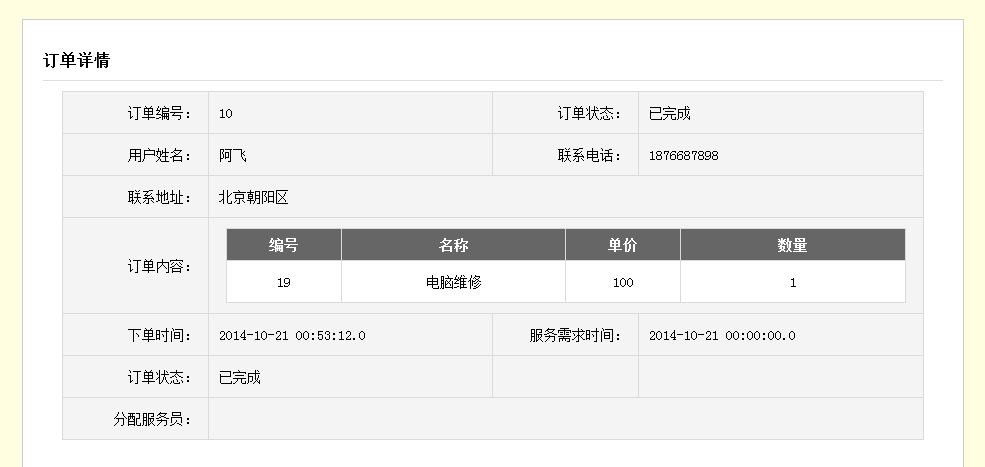 订单详情
订单编号： 10 订单状态： 已完成
用户姓名： 阿飞 联系电话： 1876687898
联系地址： 北京朝阳区
订单内容：
编号 名称 单价 数量
19 电脑维修 100 1
下单时间： 2014-10-21 00:53:12.0 服务需求时间： 2014-10-21 00:00:00.0
订单状态： 已完成
分配服务员：